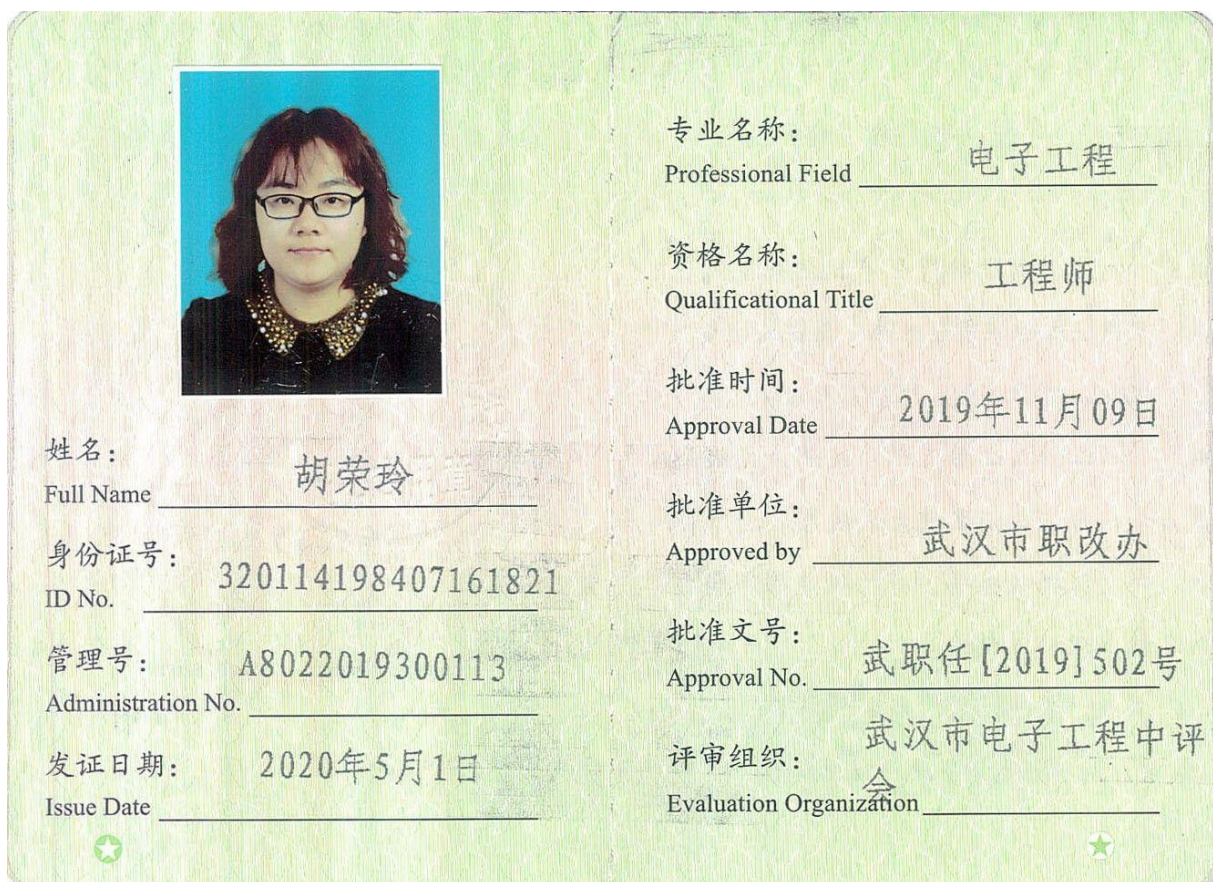 姓名：
Full Name 胡荣玲
身份证号：
ID No. 320114198407161821
管理号：
Administration No. A8022019300113
发证日期：
Issue Date 2020年5月1日
专业名称：
Professional Field 电子工程
资格名称：
Qualificational Title 工程师
批准时间：
Approval Date 2019年11月09日
批准单位：
Approved by 武汉市职改办
批准文号：
Approval No. 武职任[2019]502号
评审组织：
武汉市电子工程中评
会
Evaluation Organization